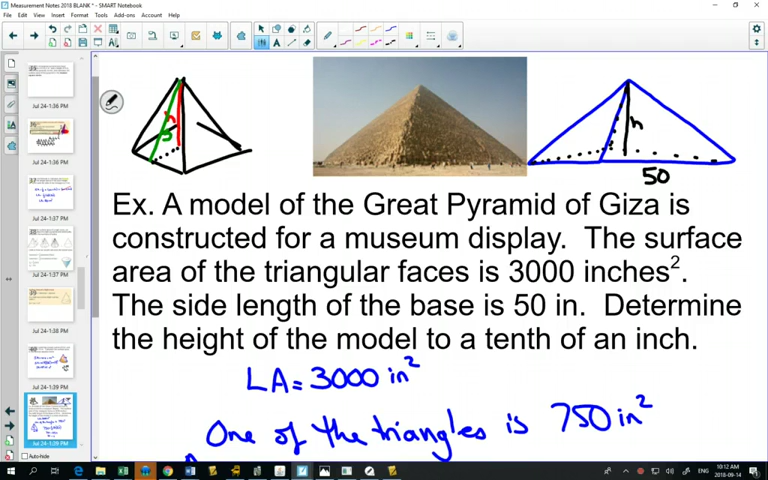 Measurement Notes 2018 BLANK * - SMART Notebook
File Edit View Insert Format Tools Add-ons Account Help
Jul 24-1:36 PM
Jul 24-1:36 PM
Jul 24-1:37 PM
Jul 24-1:37 PM
Jul 24-1:38 PM
Jul 24-1:39 PM
Jul 24-1:39 PM
Auto-hide
h
50
Ex. A model of the Great Pyramid of Giza is
constructed for a museum display. The surface
area of the triangular faces is 3000 inches².
The side length of the base is 50 in. Determine
the height of the model to a tenth of an inch.
LA = 3000 in²
One of the triangles is 750 in²
ENG
10:12 AM
2018-09-14